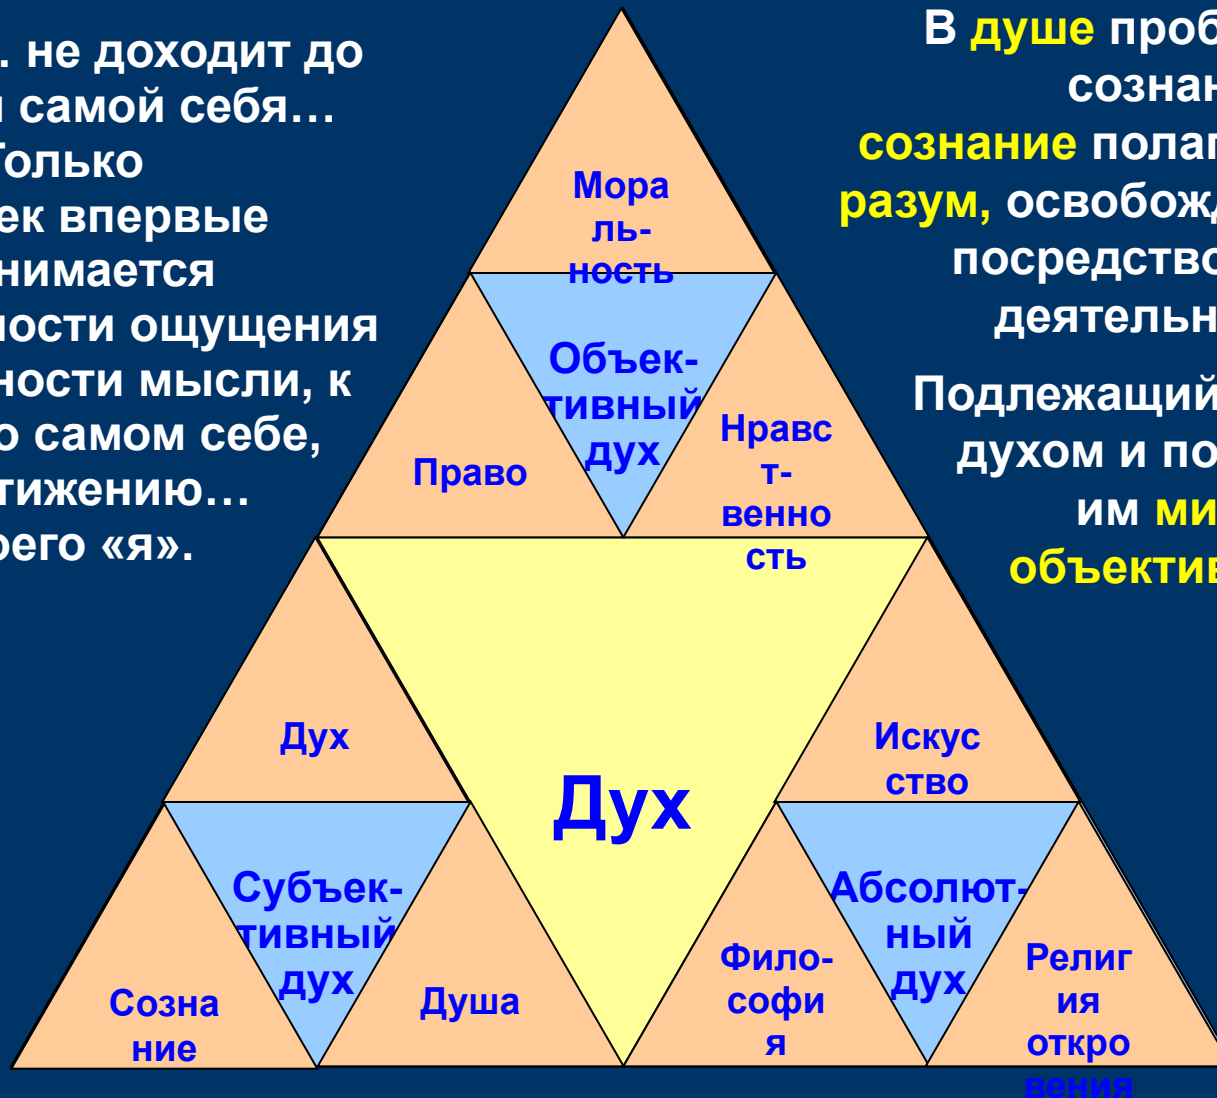 . не доходит до
самой себя…
Только
ек впервые
нимается
ности ощущения
ности мысли, к
о самом себе,
тижению…
оего «я».
В душе проб
сознан
сознание полаг
разум, освобожд
посредство
деятельн
Подлежащий
духом и по
им ми
объектив
Мора
ль-
ность
Объек-
тивный
дух
Право
Нравс
т-
венно
сть
Дух
Искус
ство
Дух
Субъек-
тивный
дух
Абсолют-
ный
дух
Созна
ние
Душа
Фило-
софи
я
Религ
ия
откро
вения